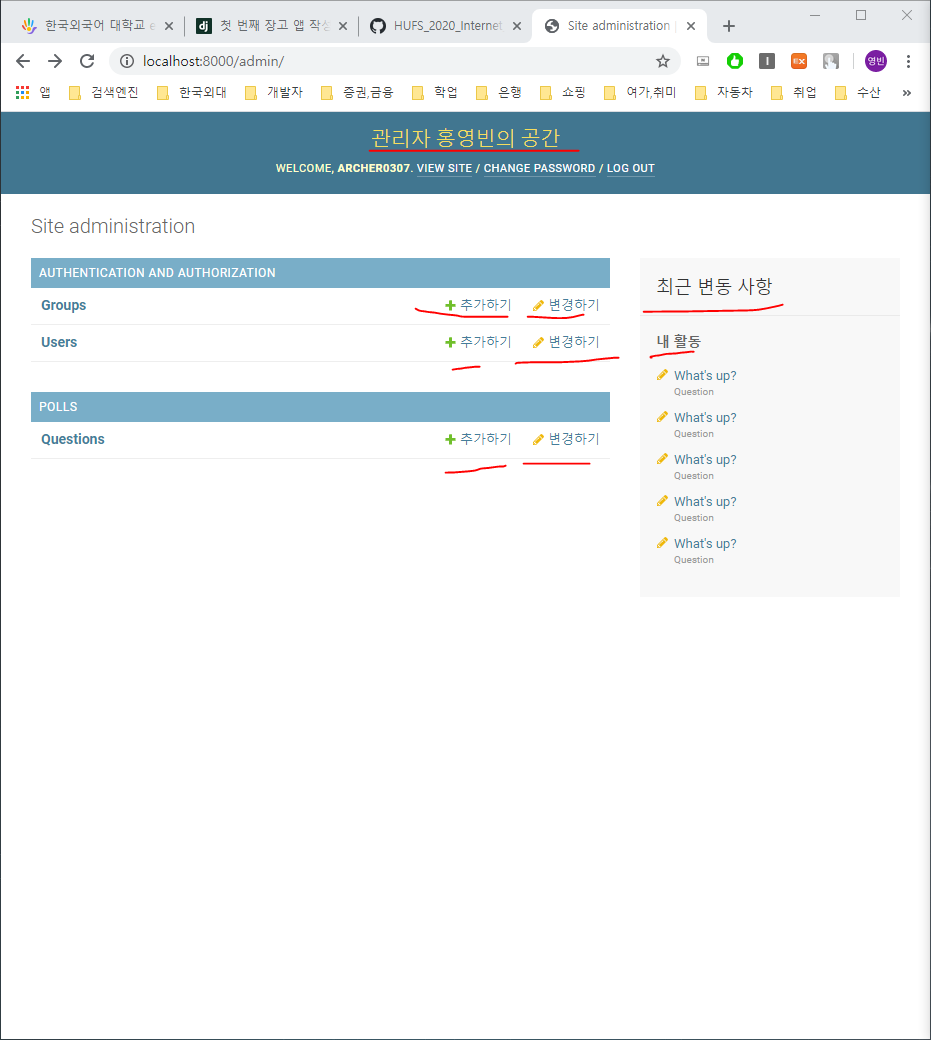 한국외국어 대학교 e
첫 번째 장고 앱 작성
HUFS_2020_Internet
Site administration
localhost:8000/admin/
영빈
앱 검색엔진 한국외대 개발자 증권,금융 학업 은행 쇼핑 여가,취미 자동차 취업 수산 »
관리자 홍영빈의 공간
WELCOME, ARCHER0307. VIEW SITE / CHANGE PASSWORD / LOG OUT
Site administration
AUTHENTICATION AND AUTHORIZATION
Groups 추가하기 변경하기
Users 추가하기 변경하기
POLLS
Questions 추가하기 변경하기
최근 변동 사항
내 활동
What's up?
Question
What's up?
Question
What's up?
Question
What's up?
Question
What's up?
Question